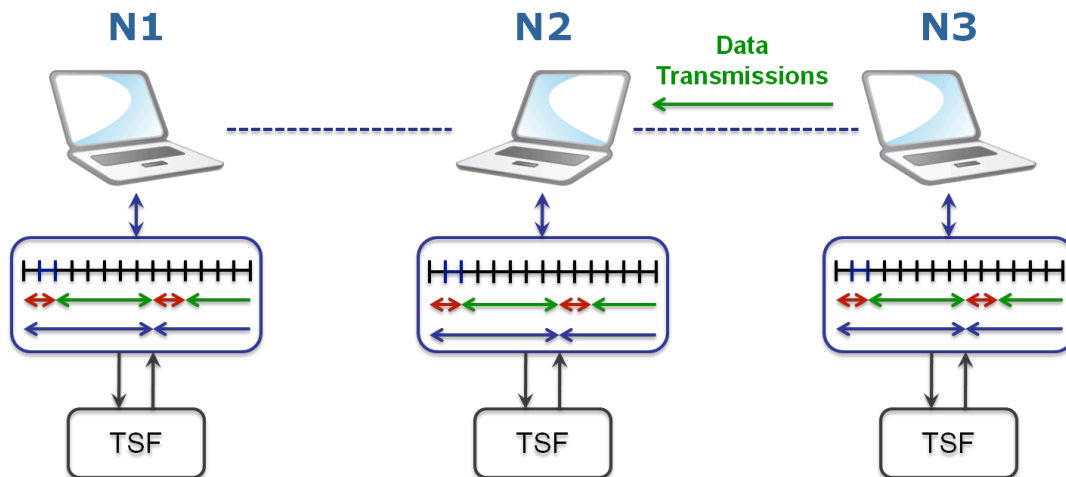 N1
N2
N3
Data
Transmissions
TSF
TSF
TSF